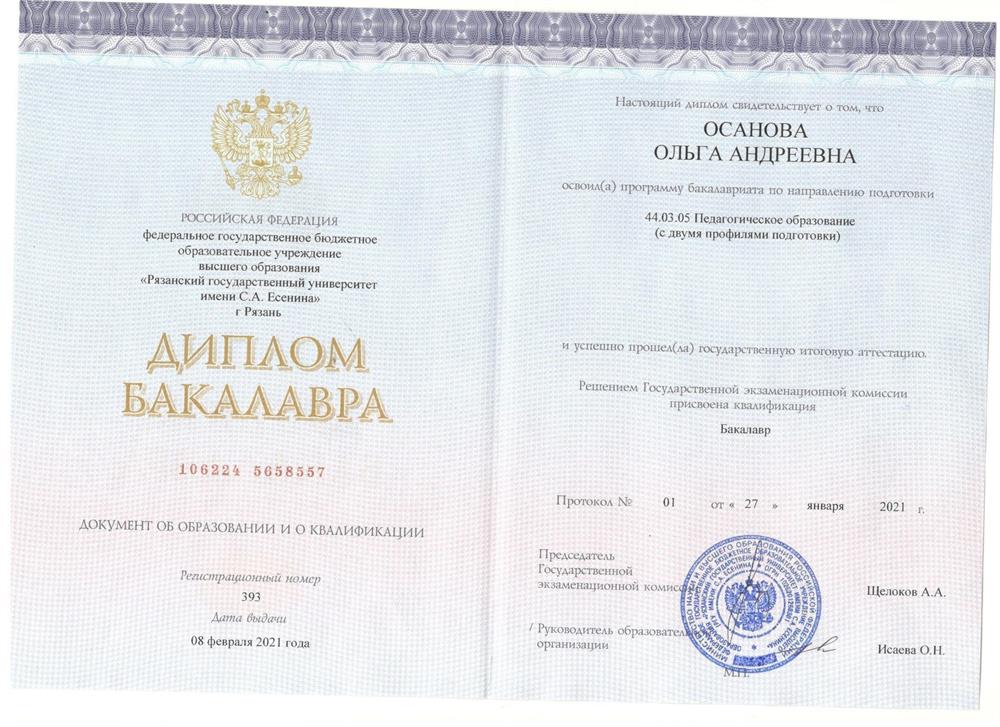 РОССИЙСКАЯ ФЕДЕРАЦИЯ
федеральное государственное бюджетное
образовательное учреждение
высшего образования
«Рязанский государственный университет
имени С.А. Есенина»
г Рязань
ДИПЛОМ
БАКАЛАВРА
106224 5658557
ДОКУМЕНТ ОБ ОБРАЗОВАНИИ И О КВАЛИФИКАЦИИ
Регистрационный номер
393
Дата выдачи
08 февраля 2021 года
Настоящий диплом свидетельствует о том, что
ОСАНОВА
ОЛЬГА АНДРЕЕВНА
освоил(а) программу бакалавриата по направлению подготовки
44.03.05 Педагогическое образование
(с двумя профилями подготовки)
и успешно прошел(ла) государственную итоговую аттестацию.
Решением Государственной экзаменационной комиссии
присвоена квалификация
Бакалавр
Протокол № 01 от « 27 » января 2021 г.
Председатель
Государственной
экзаменационной комиссии
Щелоков А.А.
/ Руководитель образовательной
организации
Исаева О.Н.
М.П.